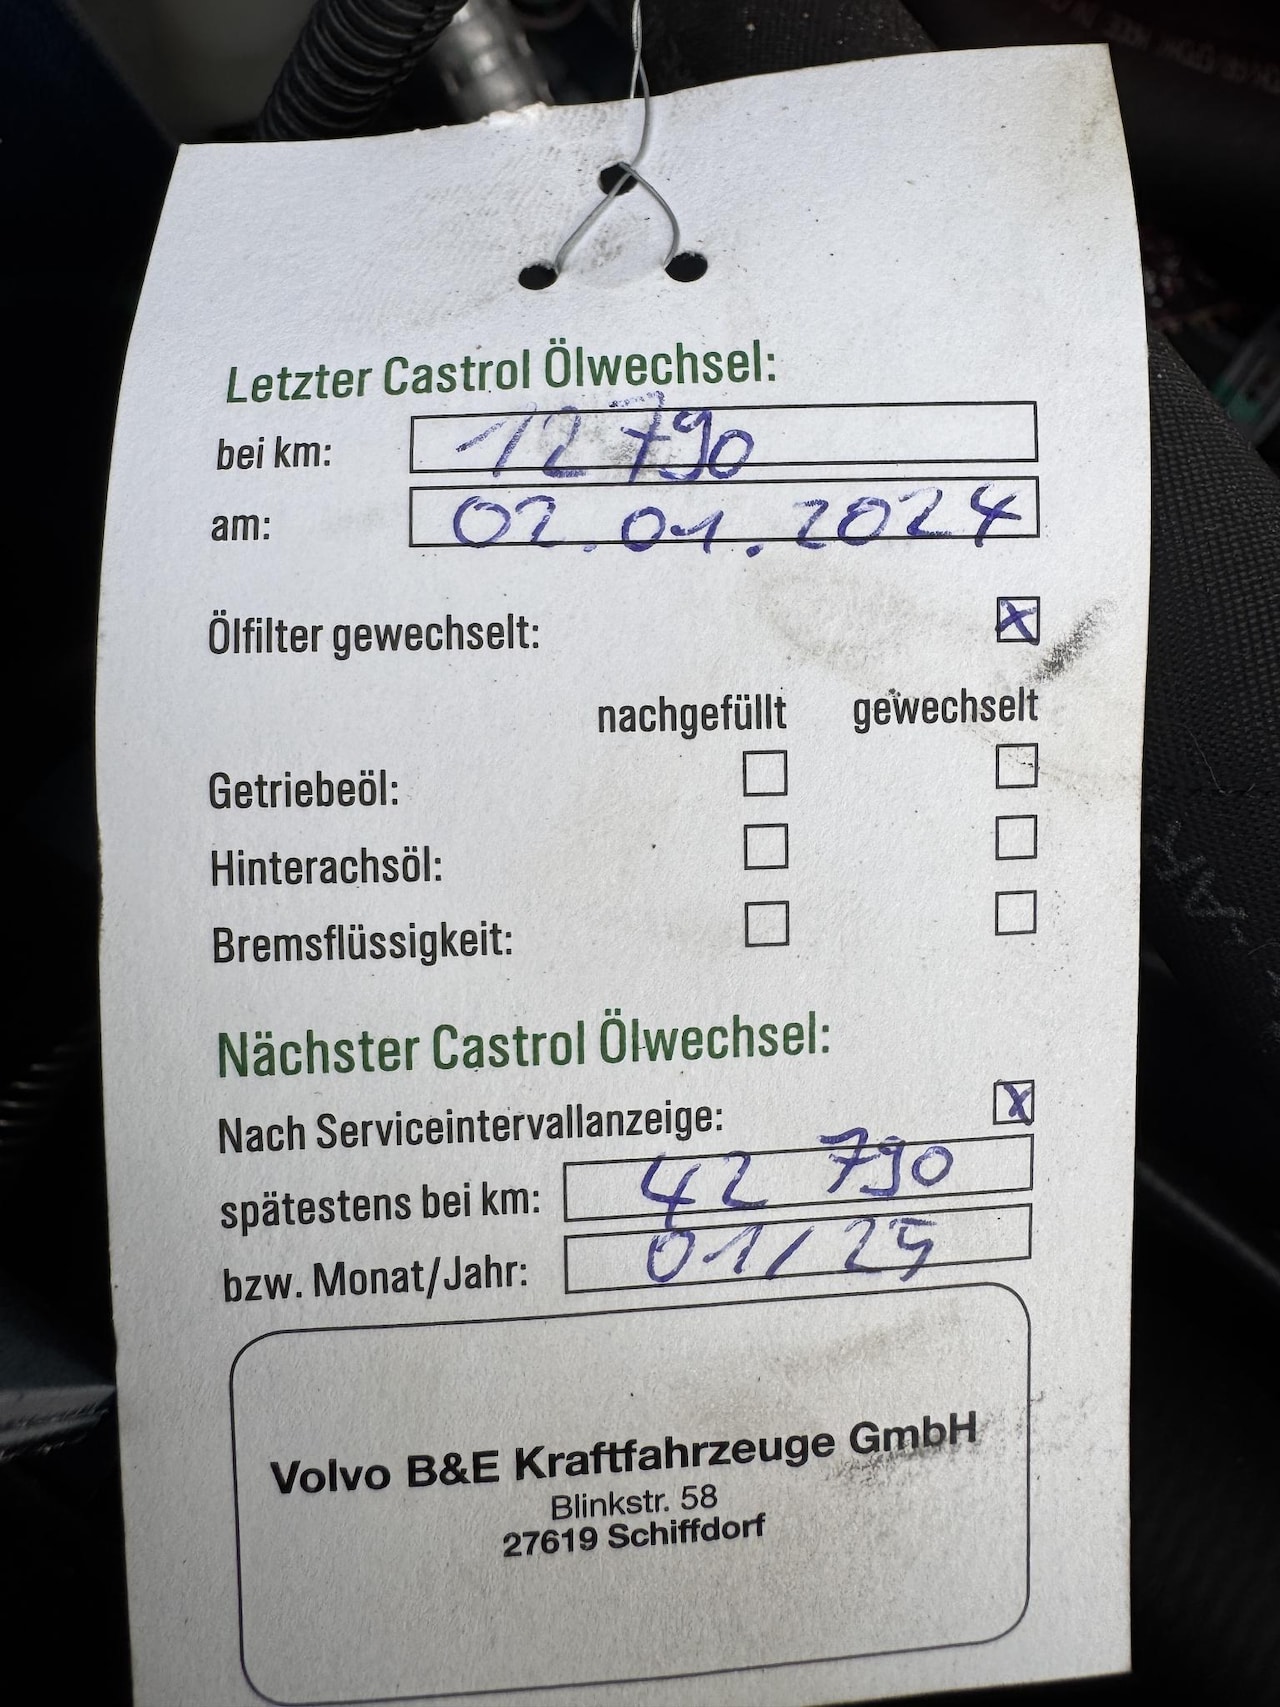 Letzter Castrol Ölwechsel:
bei km: 12 790
am: 02.01.2024
Ölfilter gewechselt: x
nachgefüllt gewechselt
Getriebeöl:
Hinterachsöl:
Bremsflüssigkeit:
Nächster Castrol Ölwechsel:
Nach Serviceintervallanzeige: x
spätestens bei km: 42 790
bzw. Monat/Jahr: 01/25
Volvo B&E Kraftfahrzeuge GmbH
Blinkstr. 58
27619 Schiffdorf